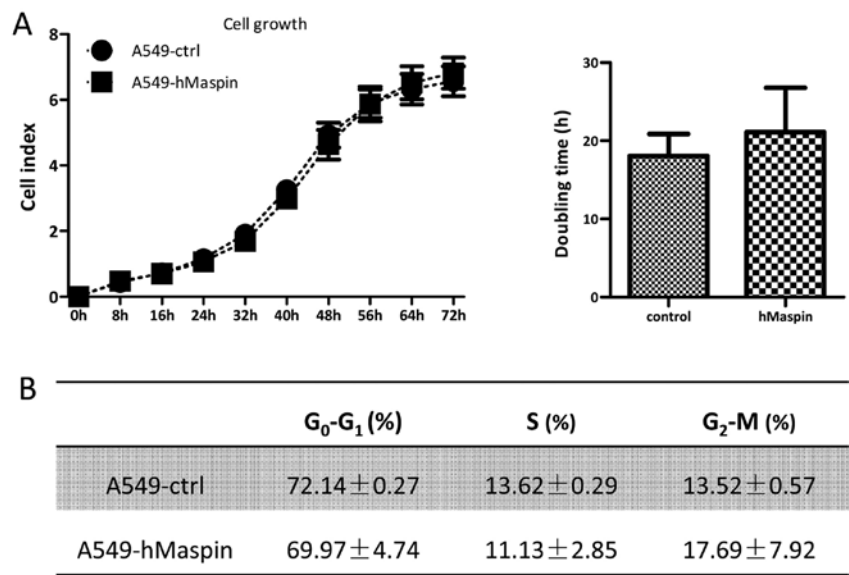 A
Cell growth
A549-ctrl
A549-hMaspin
Cell index
8
6
4
2
0
0h 8h 16h 24h 32h 40h 48h 56h 64h 72h
Doubling time (h)
30
20
10
0
control hMaspin
B
G₀-G₁ (%) S (%) G₂-M (%)
A549-ctrl 72.14±0.27 13.62±0.29 13.52±0.57
A549-hMaspin 69.97±4.74 11.13±2.85 17.69±7.92